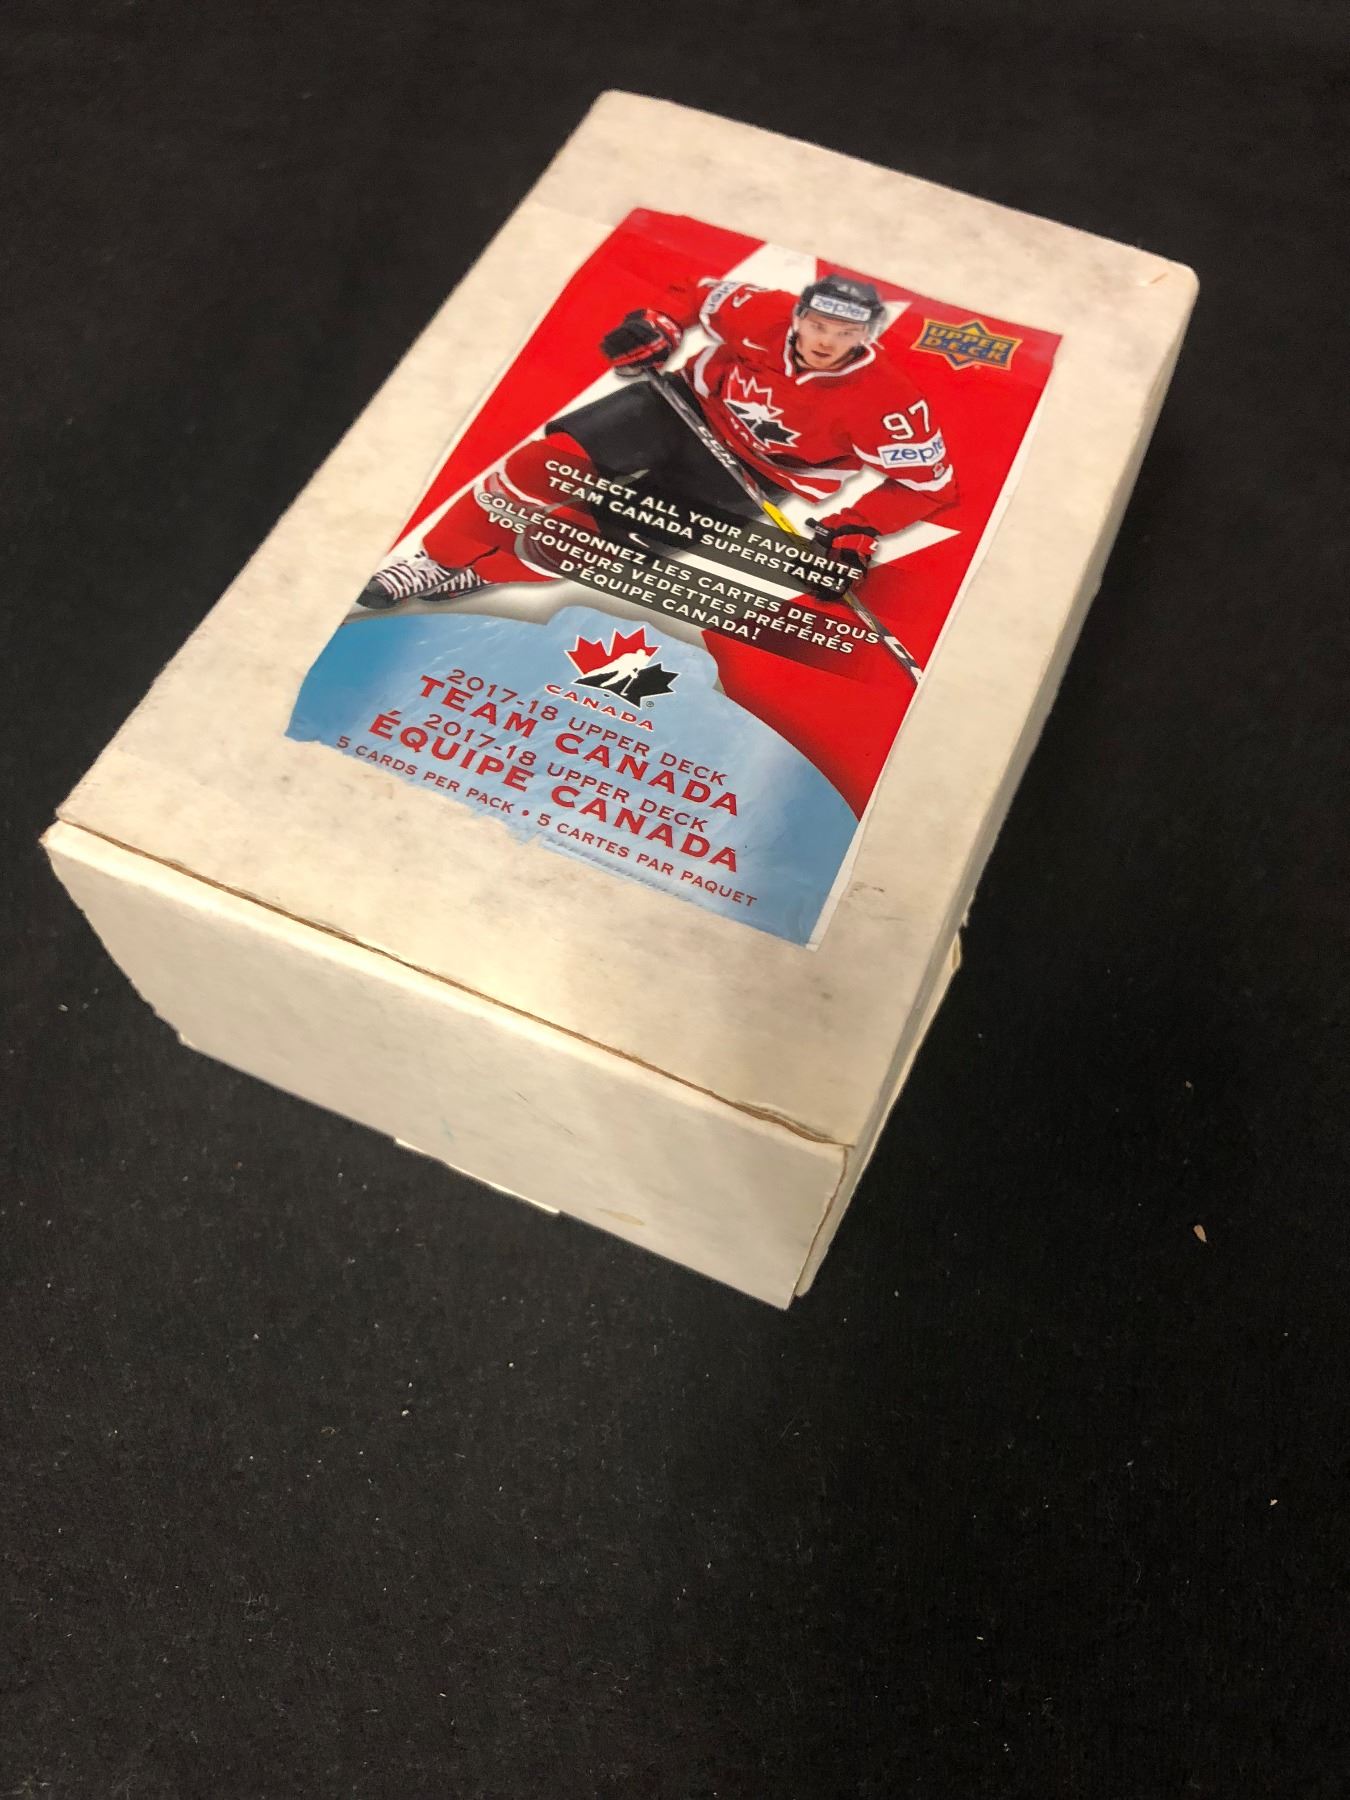 zepter
UPPER
D·E·C·K
97
CCM
COLLECT ALL YOUR FAVOURITE
TEAM CANADA SUPERSTARS!
COLLECTIONNEZ LES CARTES DE TOUS
VOS JOUEURS VEDETTES PRÉFÉRÉS
D'ÉQUIPE CANADA!
CANADA
2017-18 UPPER DECK
TEAM CANADA
2017-18 UPPER DECK
ÉQUIPE CANADA
5 CARDS PER PACK • 5 CARTES PAR PAQUET